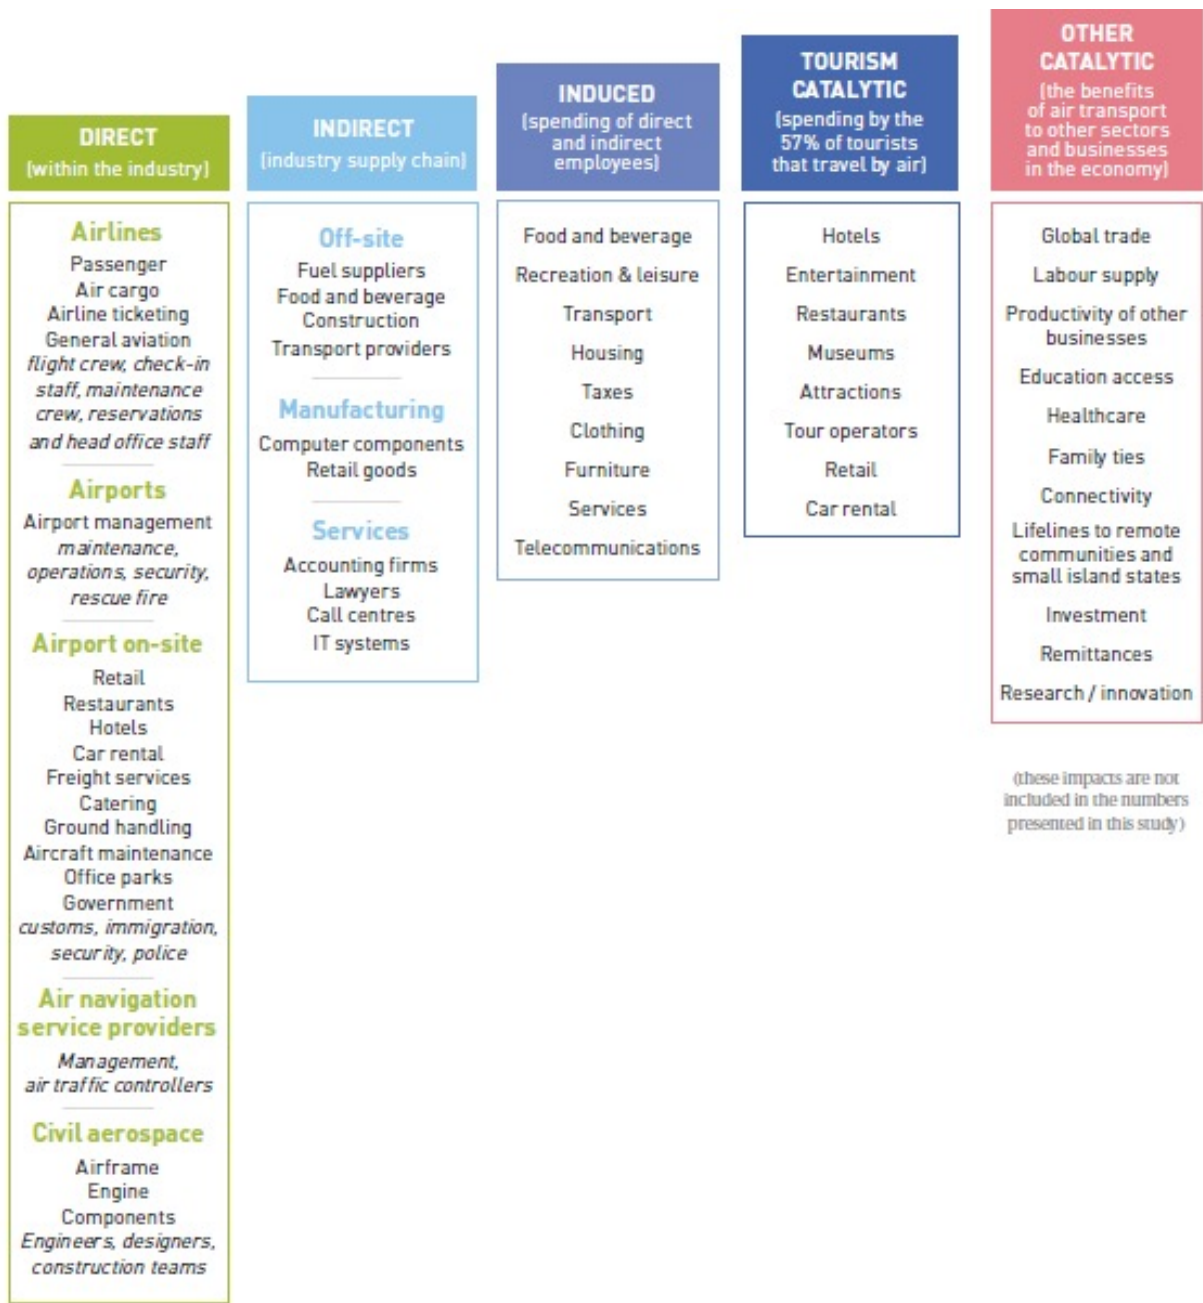 DIRECT
(within the industry)
Airlines
Passenger
Air cargo
Airline ticketing
General aviation
flight crew, check-in
staff, maintenance
crew, reservations
and head office staff
Airports
Airport management
maintenance,
operations, security,
rescue fire
Airport on-site
Retail
Restaurants
Hotels
Car rental
Freight services
Catering
Ground handling
Aircraft maintenance
Office parks
Government
customs, immigration,
security, police
Air navigation
service providers
Management,
air traffic controllers
Civil aerospace
Airframe
Engine
Components
Engineers, designers,
construction teams
INDIRECT
(industry supply chain)
Off-site
Fuel suppliers
Food and beverage
Construction
Transport providers
Manufacturing
Computer components
Retail goods
Services
Accounting firms
Lawyers
Call centres
IT systems
INDUCED
(spending of direct
and indirect
employees)
Food and beverage
Recreation & leisure
Transport
Housing
Taxes
Clothing
Furniture
Services
Telecommunications
TOURISM
CATALYTIC
(spending by the
57% of tourists
that travel by air)
Hotels
Entertainment
Restaurants
Museums
Attractions
Tour operators
Retail
Car rental
OTHER
CATALYTIC
(the benefits
of air transport
to other sectors
and businesses
in the economy)
Global trade
Labour supply
Productivity of other
businesses
Education access
Healthcare
Family ties
Connectivity
Lifelines to remote
communities and
small island states
Investment
Remittances
Research / innovation
(these impacts are not
included in the numbers
presented in this study)